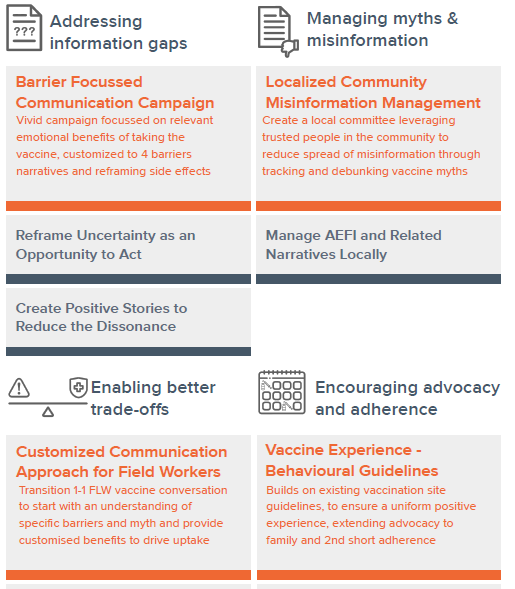 ???
Addressing
information gaps
Barrier Focussed
Communication Campaign
Vivid campaign focussed on relevant
emotional benefits of taking the
vaccine, customized to 4 barriers
narratives and reframing side effects
Reframe Uncertainty as an
Opportunity to Act
Create Positive Stories to
Reduce the Dissonance
Managing myths &
misinformation
Localized Community
Misinformation Management
Create a local committee leveraging
trusted people in the community to
reduce spread of misinformation through
tracking and debunking vaccine myths
Manage AEFI and Related
Narratives Locally
Enabling better
trade-offs
Customized Communication
Approach for Field Workers
Transition 1-1 FLW vaccine conversation
to start with an understanding of
specific barriers and myth and provide
customised benefits to drive uptake
Encouraging advocacy
and adherence
Vaccine Experience -
Behavioural Guidelines
Builds on existing vaccination site
guidelines, to ensure a uniform positive
experience, extending advocacy to
family and 2nd short adherence